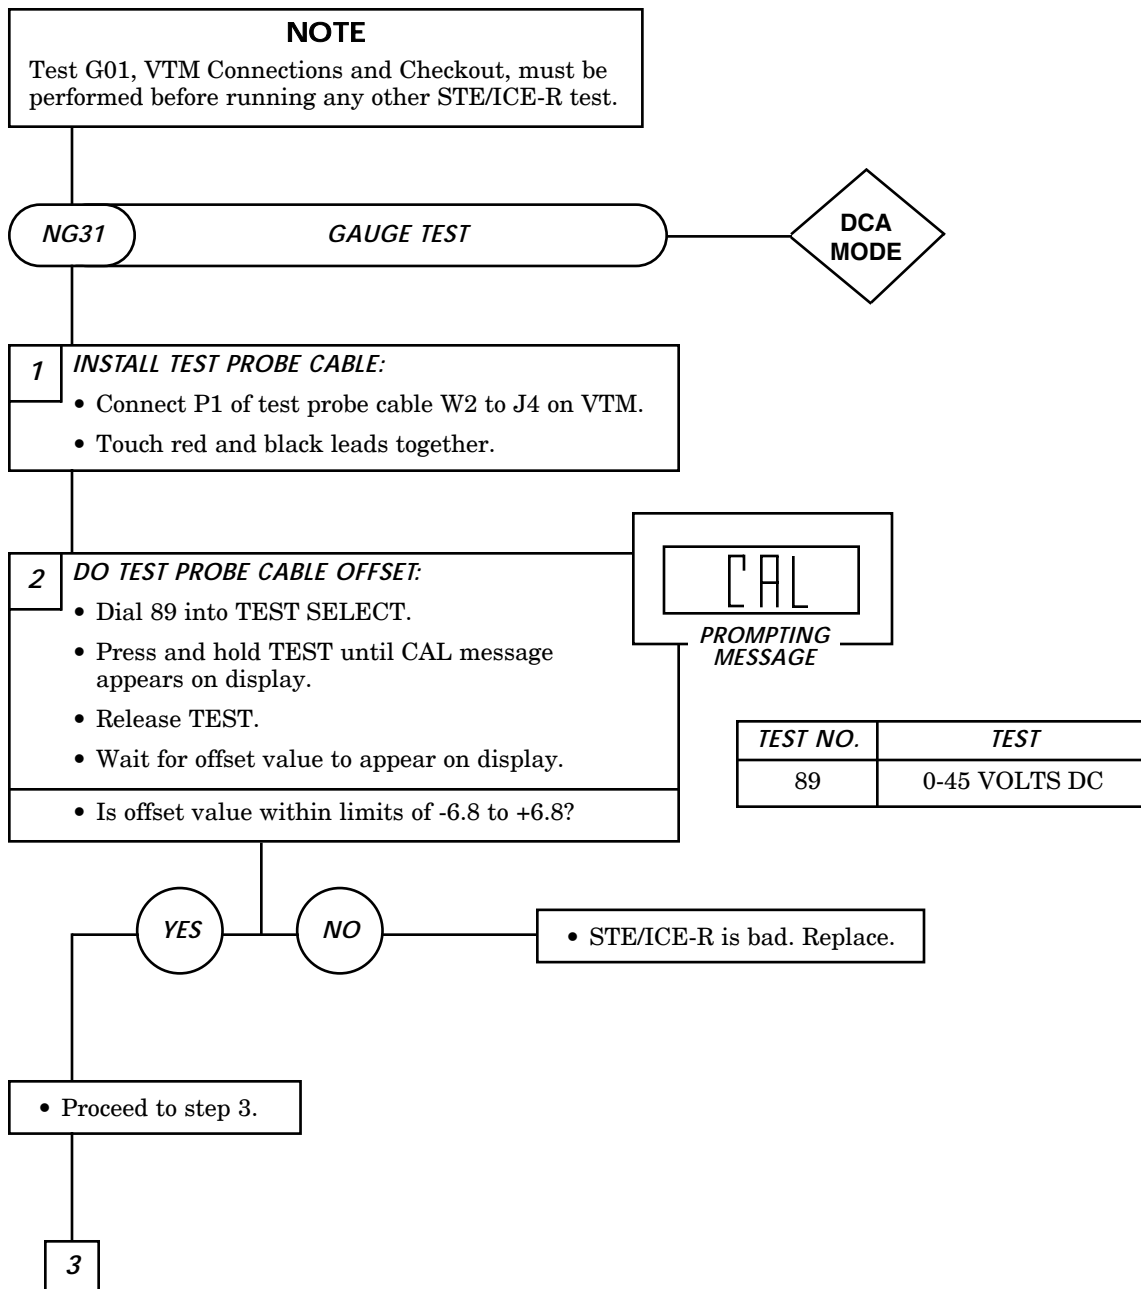 NOTE
Test G01, VTM Connections and Checkout, must be
performed before running any other STE/ICE-R test.
NG31
GAUGE TEST
DCA
MODE
1
INSTALL TEST PROBE CABLE:
• Connect P1 of test probe cable W2 to J4 on VTM.
• Touch red and black leads together.
2
DO TEST PROBE CABLE OFFSET:
• Dial 89 into TEST SELECT.
• Press and hold TEST until CAL message
appears on display.
• Release TEST.
• Wait for offset value to appear on display.
• Is offset value within limits of -6.8 to +6.8?
CAL
PROMPTING
MESSAGE
TEST NO. TEST
89 0-45 VOLTS DC
YES
NO
• STE/ICE-R is bad. Replace.
• Proceed to step 3.
3